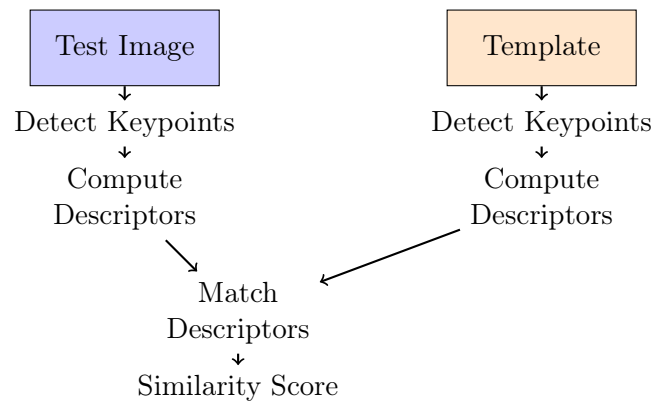 Test Image
Template
Detect Keypoints
Detect Keypoints
Compute
Descriptors
Compute
Descriptors
Match
Descriptors
Similarity Score